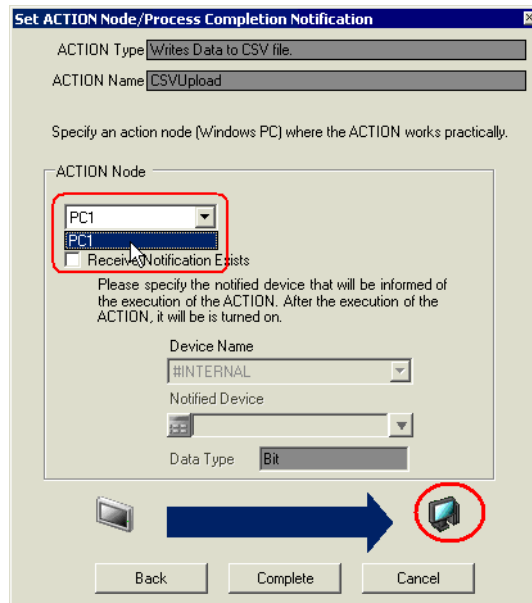 Set ACTION Node/Process Completion Notification
ACTION Type Writes Data to CSV file.
ACTION Name CSVUpload
Specify an action node (Windows PC) where the ACTION works practically.
ACTION Node
PC1
PC1
Receive Notification Exists
Please specify the notified device that will be informed of
the execution of the ACTION. After the execution of the
ACTION, it will be is turned on.
Device Name
#INTERNAL
Notified Device
Data Type Bit
Back Complete Cancel